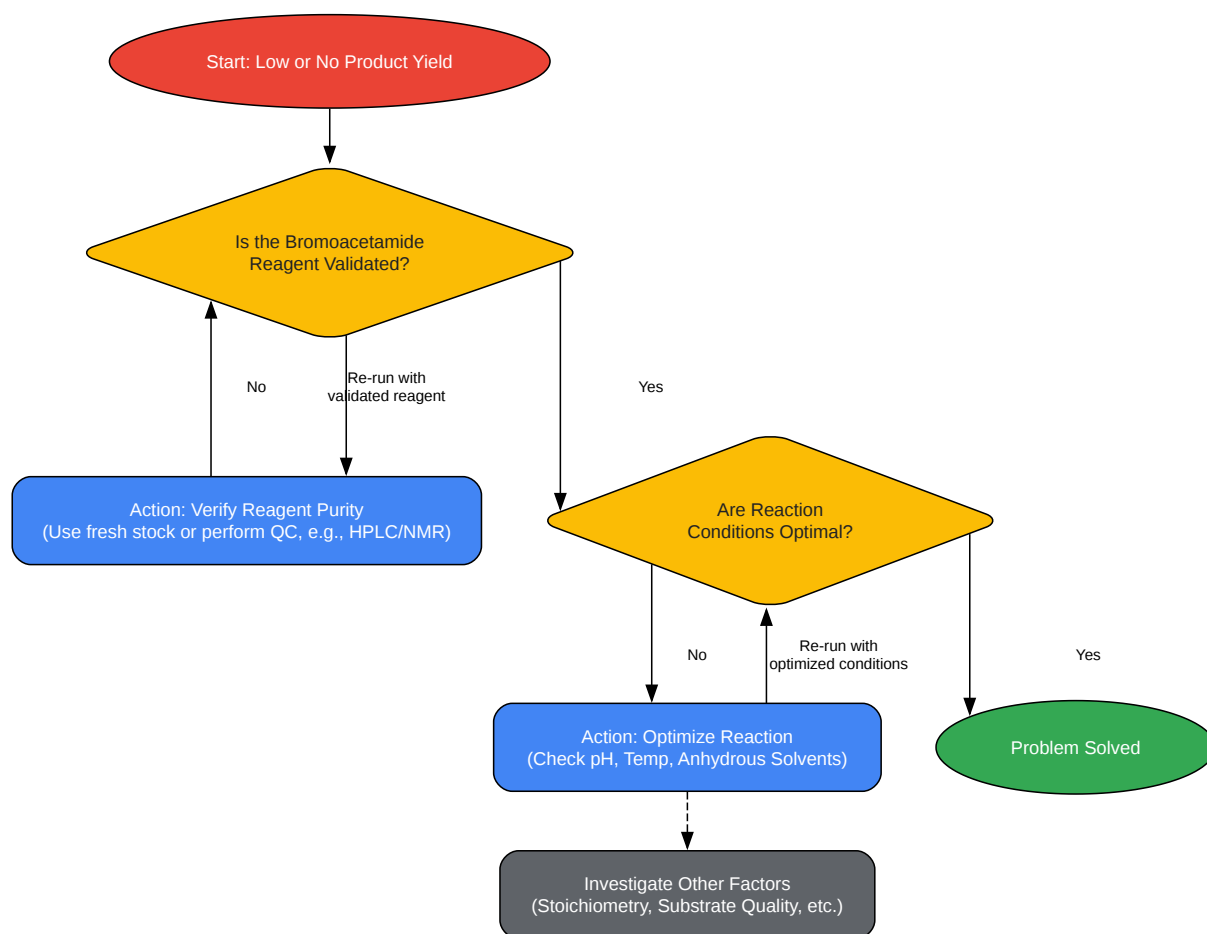 Start: Low or No Product Yield
Is the Bromoacetamide
Reagent Validated?
No
Re-run with
validated reagent
Yes
Action: Verify Reagent Purity
(Use fresh stock or perform QC, e.g., HPLC/NMR)
Are Reaction
Conditions Optimal?
No
Re-run with
optimized conditions
Yes
Action: Optimize Reaction
(Check pH, Temp, Anhydrous Solvents)
Problem Solved
Investigate Other Factors
(Stoichiometry, Substrate Quality, etc.)